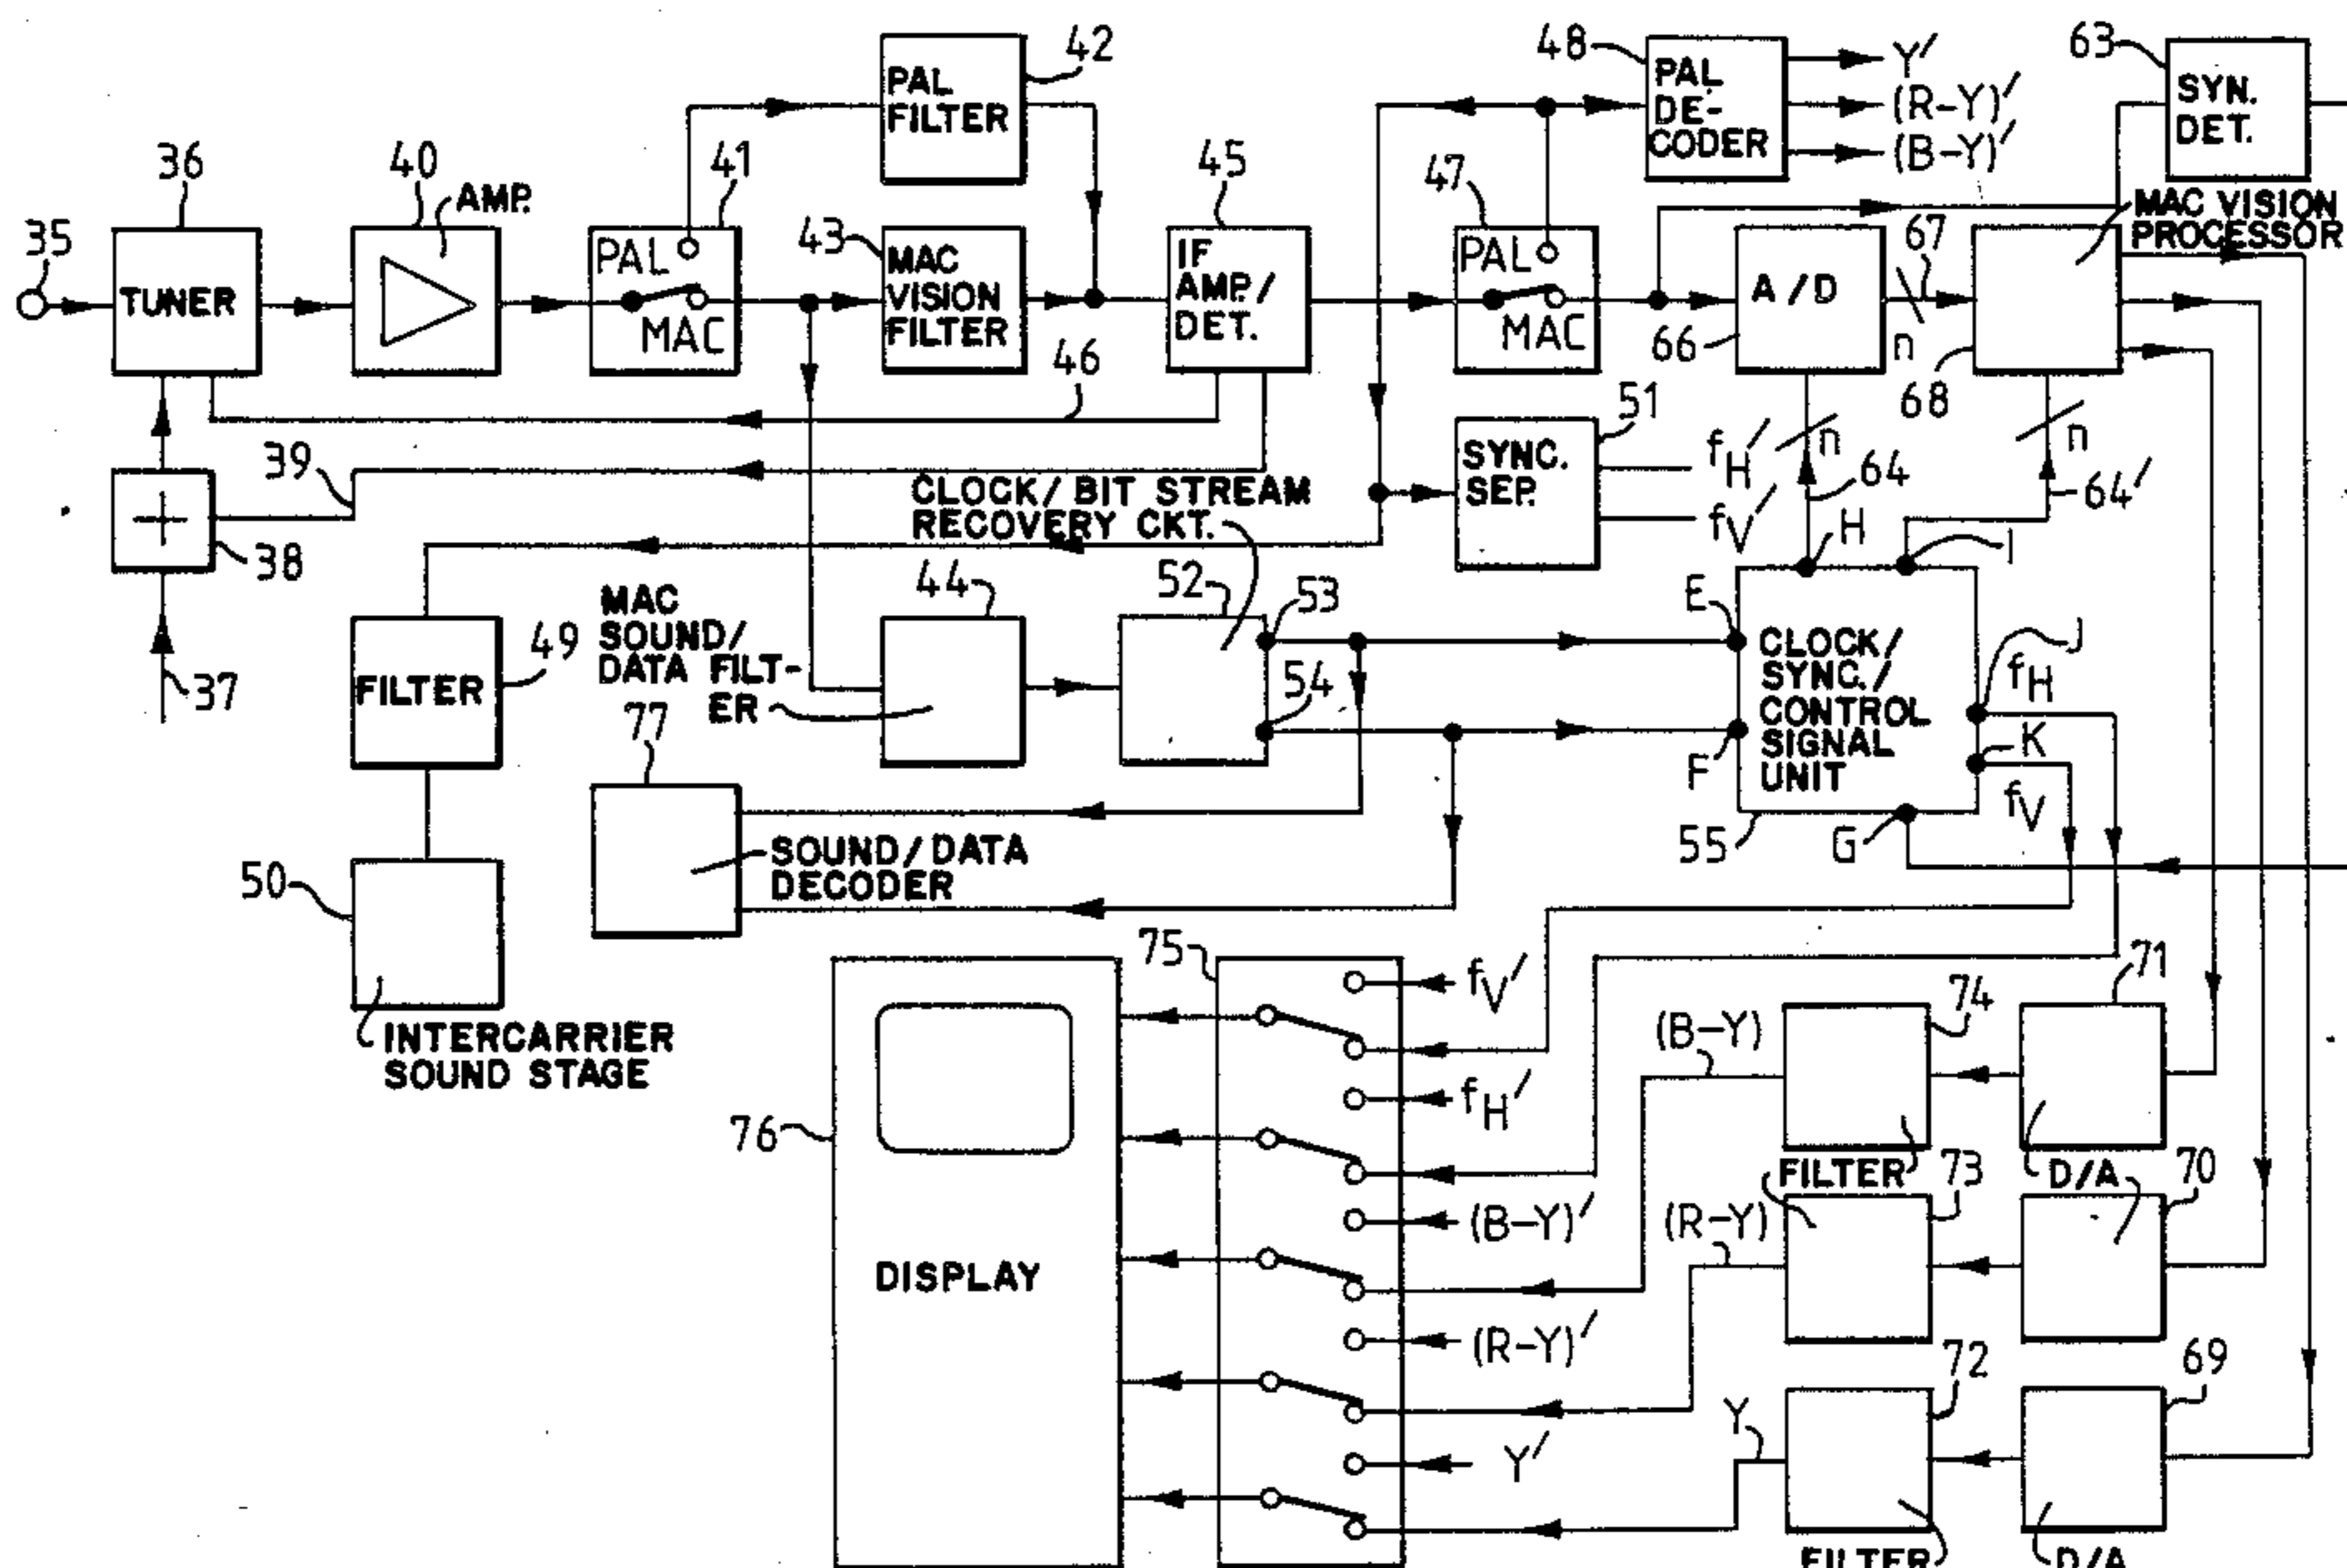 42
48
63
PAL
FILTER
PAL
DE-
CODER
Y′
(R-Y)′
(B-Y)′
SYN.
DET.
36
40
AMP.
41
45
47
MAC VISION
PROCESSOR
35
TUNER
PAL
MAC
43
MAC
VISION
FILTER
IF
AMP./
DET.
PAL
MAC
A/D
66
67
n
68
46
39
38
37
51
SYNC.
SEP.
fH′
fV′
n
64
H
n
64′
I
CLOCK/BIT STREAM
RECOVERY CKT.
FILTER
49
MAC
SOUND/
DATA FILT-
ER
44
52
53
54
E
F
CLOCK/
SYNC./
CONTROL
SIGNAL
UNIT
J
fH
K
fV
55
G
77
SOUND/DATA
DECODER
50
INTERCARRIER
SOUND STAGE
75
76
DISPLAY
fV′
fH′
(B-Y)′
(R-Y)′
Y′
(B-Y)
(R-Y)
Y
74
71
FILTER
D/A
73
70
72
69
FILTER
D/A